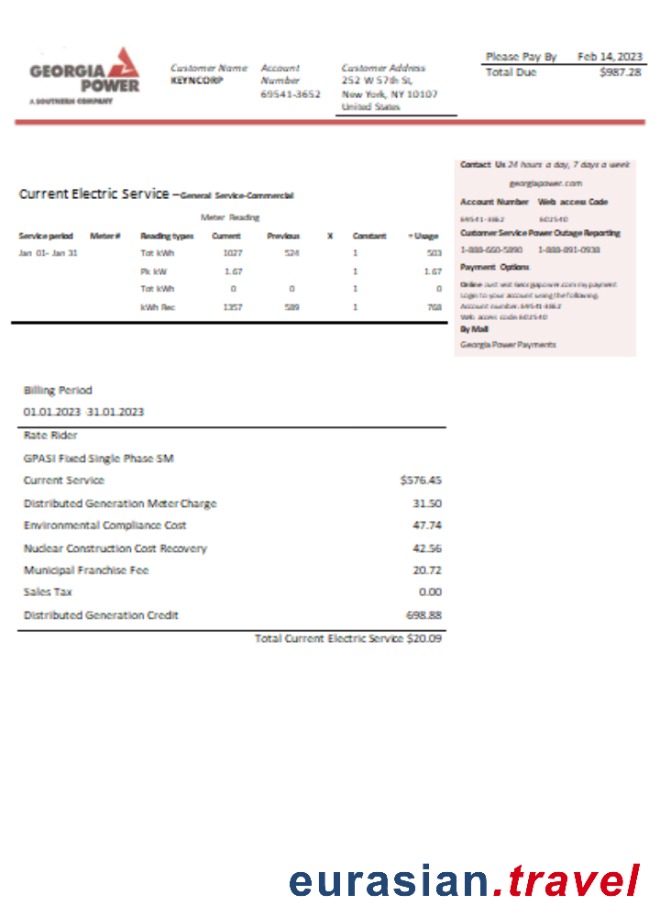 GEORGIA
POWER
A SOUTHERN COMPANY
Customer Name
KEYNCORP
Account
Number
69541-3652
Customer Address
252 W 57th St,
New York, NY 10107
United States
Please Pay By Feb 14,2023
Total Due $987.28
Current Electric Service –General Service-Commercial
Meter Reading
Service period Meter# Reading types Current Previous X Constant = Usage
Jan 01- Jan 31 Tot kWh 1027 524 1 503
Pk kW 1.67 1 1.67
Tot kWh 0 0 1 0
kWh Rec 1357 589 1 768
Contact Us 24 hours a day, 7 days a week
georgiapower.com
Account Number Web access Code
69541-3862 602540
Customer Service Power Outage Reporting
1-888-660-5890 1-888-891-0938
Payment Options
Online Just visit Georgiapower.com my payment
Login to your account using the following.
Account number. 69541-3862
Web access code 602540
By Mail
Georgia Power Payments
Billing Period
01.01.2023 31.01.2023
Rate Rider
GPASI Fixed Single Phase SM
Current Service $576.45
Distributed Generation Meter Charge 31.50
Environmental Compliance Cost 47.74
Nuclear Construction Cost Recovery 42.56
Municipal Franchise Fee 20.72
Sales Tax 0.00
Distributed Generation Credit -698.88
Total Current Electric Service $20.09
eurasian.travel